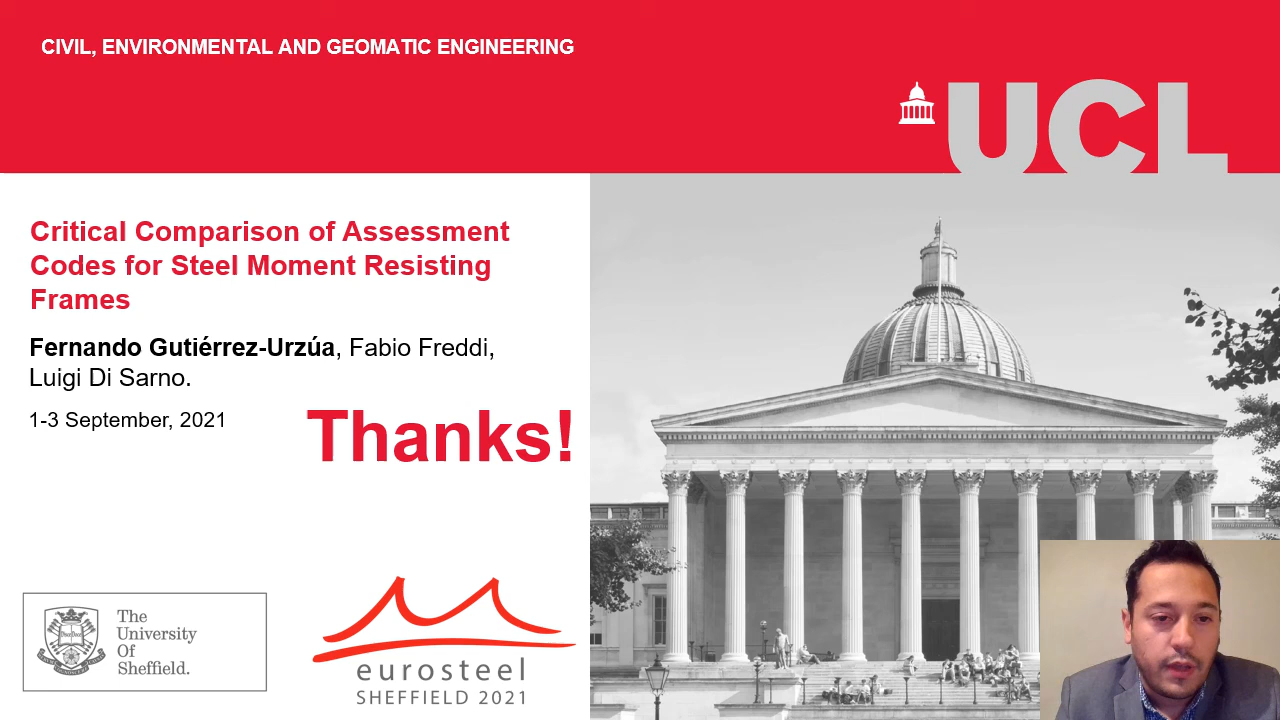 CIVIL, ENVIRONMENTAL AND GEOMATIC ENGINEERING
UCL
Critical Comparison of Assessment
Codes for Steel Moment Resisting
Frames
Fernando Gutiérrez-Urzúa, Fabio Freddi,
Luigi Di Sarno.
1-3 September, 2021
Thanks!
The
University
Of
Sheffield.
eurosteel
SHEFFIELD 2021